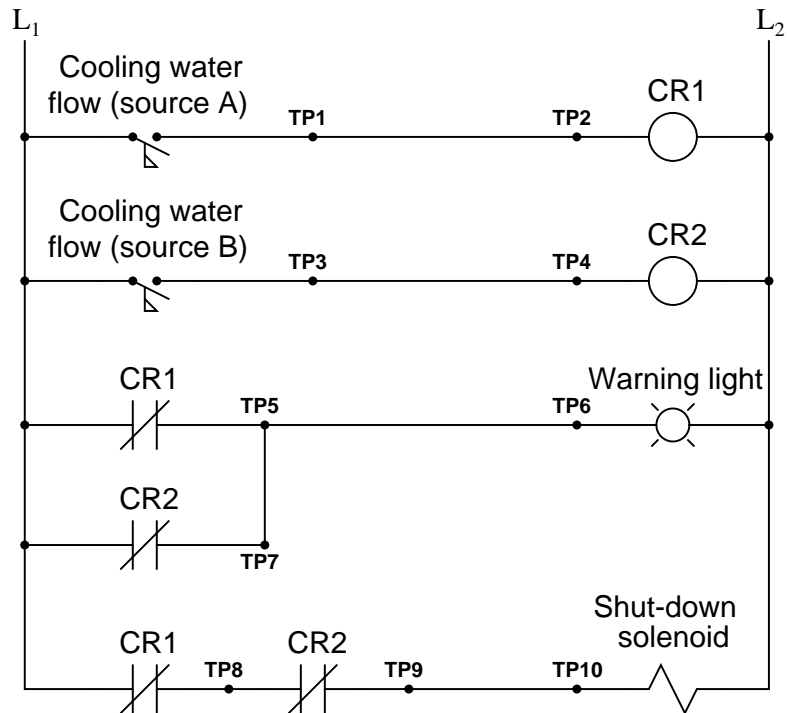 L1 L2
Cooling water
flow (source A)
TP1 TP2 CR1
Cooling water
flow (source B)
TP3 TP4 CR2
CR1 TP5 TP6 Warning light
CR2 TP7
CR1 TP8 CR2 TP9 TP10 Shut-down
solenoid